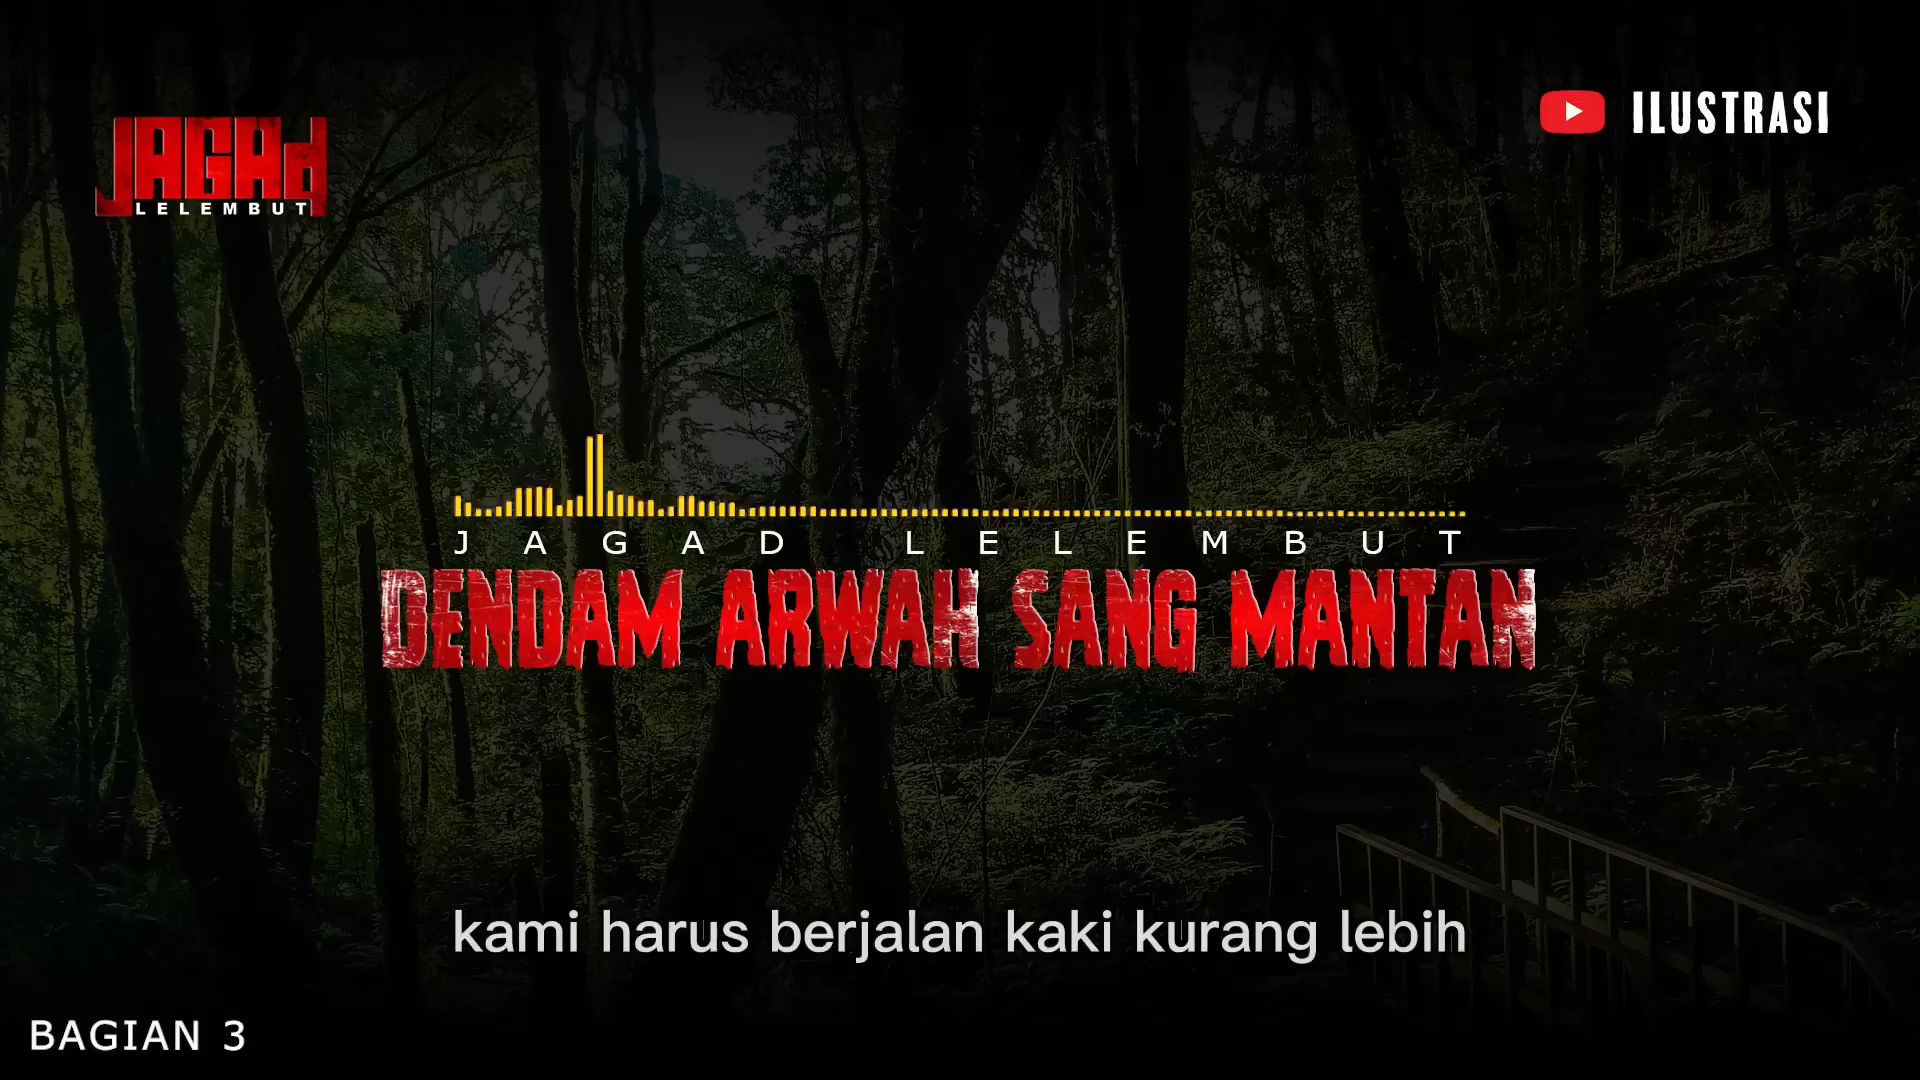 JAGAd
LELEMBUT
ILUSTRASI
JAGAD LELEMBUT
DENDAM ARWAH SANG MANTAN
kami harus berjalan kaki kurang lebih
BAGIAN 3